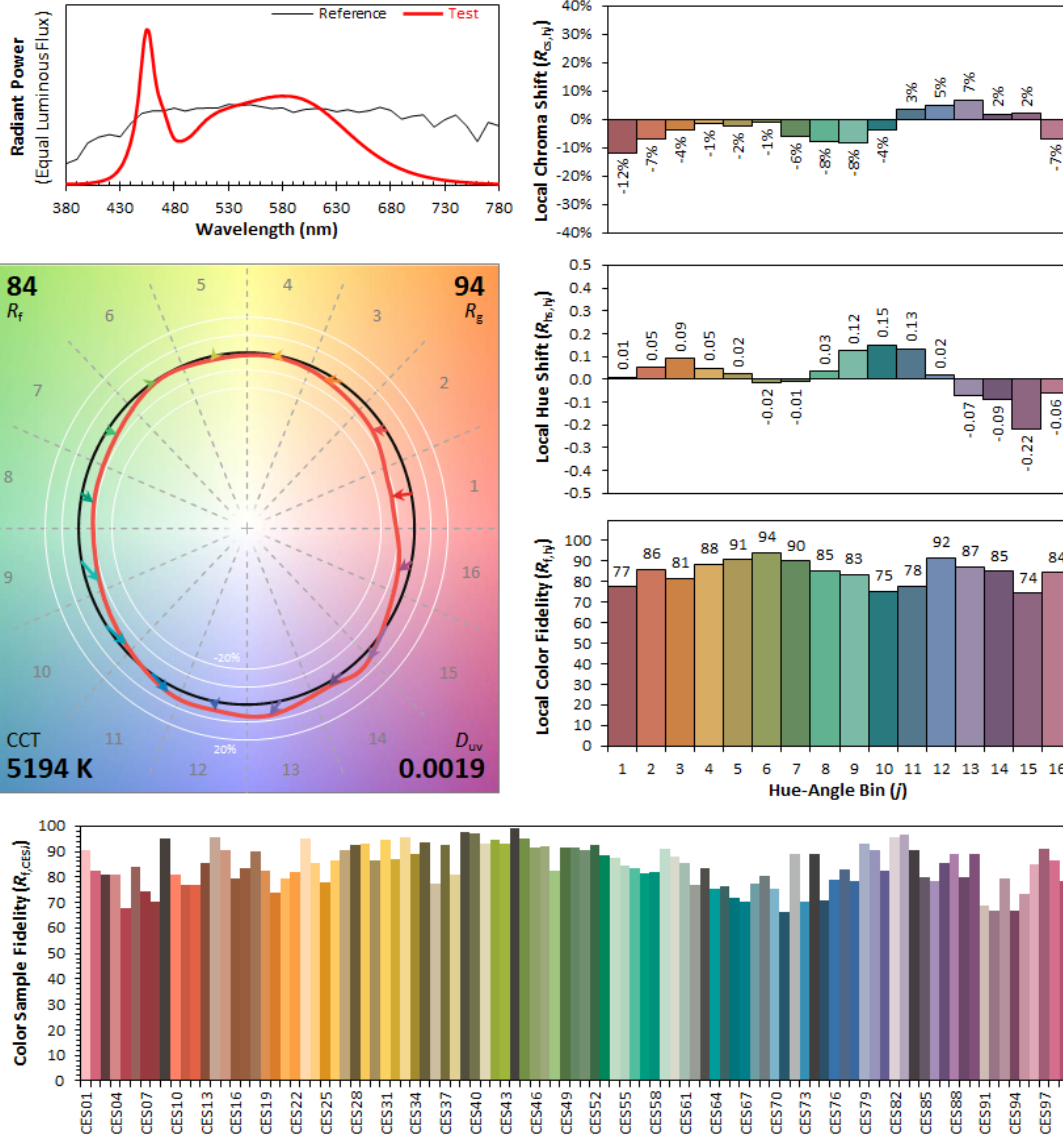 Reference
Test
Radiant Power
(Equal Luminous Flux)
380 430 480 530 580 630 680 730 780
Wavelength (nm)
Local Chroma Shift (Rcs,hj)
40%
30%
20%
10%
0%
-10%
-20%
-30%
-40%
-12% -7% -4% -1% -2% -1% -6% -8% -8% -4% 3% 5% 7% 2% 2% -7%
84
Rf
94
Rg
5 4
6 3
7 2
8 1
9 16
10 15
11 14
12 13
-20%
20%
CCT
5194 K
Duv
0.0019
Local Hue Shift (Rhs,hj)
0.5
0.4
0.3
0.2
0.1
0.0
-0.1
-0.2
-0.3
-0.4
-0.5
0.01 0.05 0.09 0.05 0.02 -0.02 -0.01 0.03 0.12 0.15 0.13 0.02 -0.07 -0.09 -0.22 -0.06
Local Color Fidelity (Rf,hj)
100
90
80
70
60
50
40
30
20
10
0
77 86 81 88 91 94 90 85 83 75 78 92 87 85 74 84
1 2 3 4 5 6 7 8 9 10 11 12 13 14 15 16
Hue-Angle Bin (j)
Color Sample Fidelity (Rf,CESi)
100
90
80
70
60
50
40
30
20
10
0
CES01 CES04 CES07 CES10 CES13 CES16 CES19 CES22 CES25 CES28 CES31 CES34 CES37 CES40 CES43 CES46 CES49 CES52 CES55 CES58 CES61 CES64 CES67 CES70 CES73 CES76 CES79 CES82 CES85 CES88 CES91 CES94 CES97